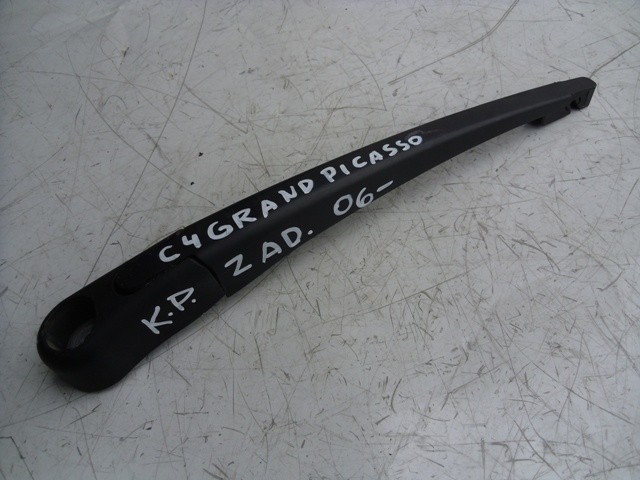 C4 GRAND PICASSO
K.P. ZAD. 06-